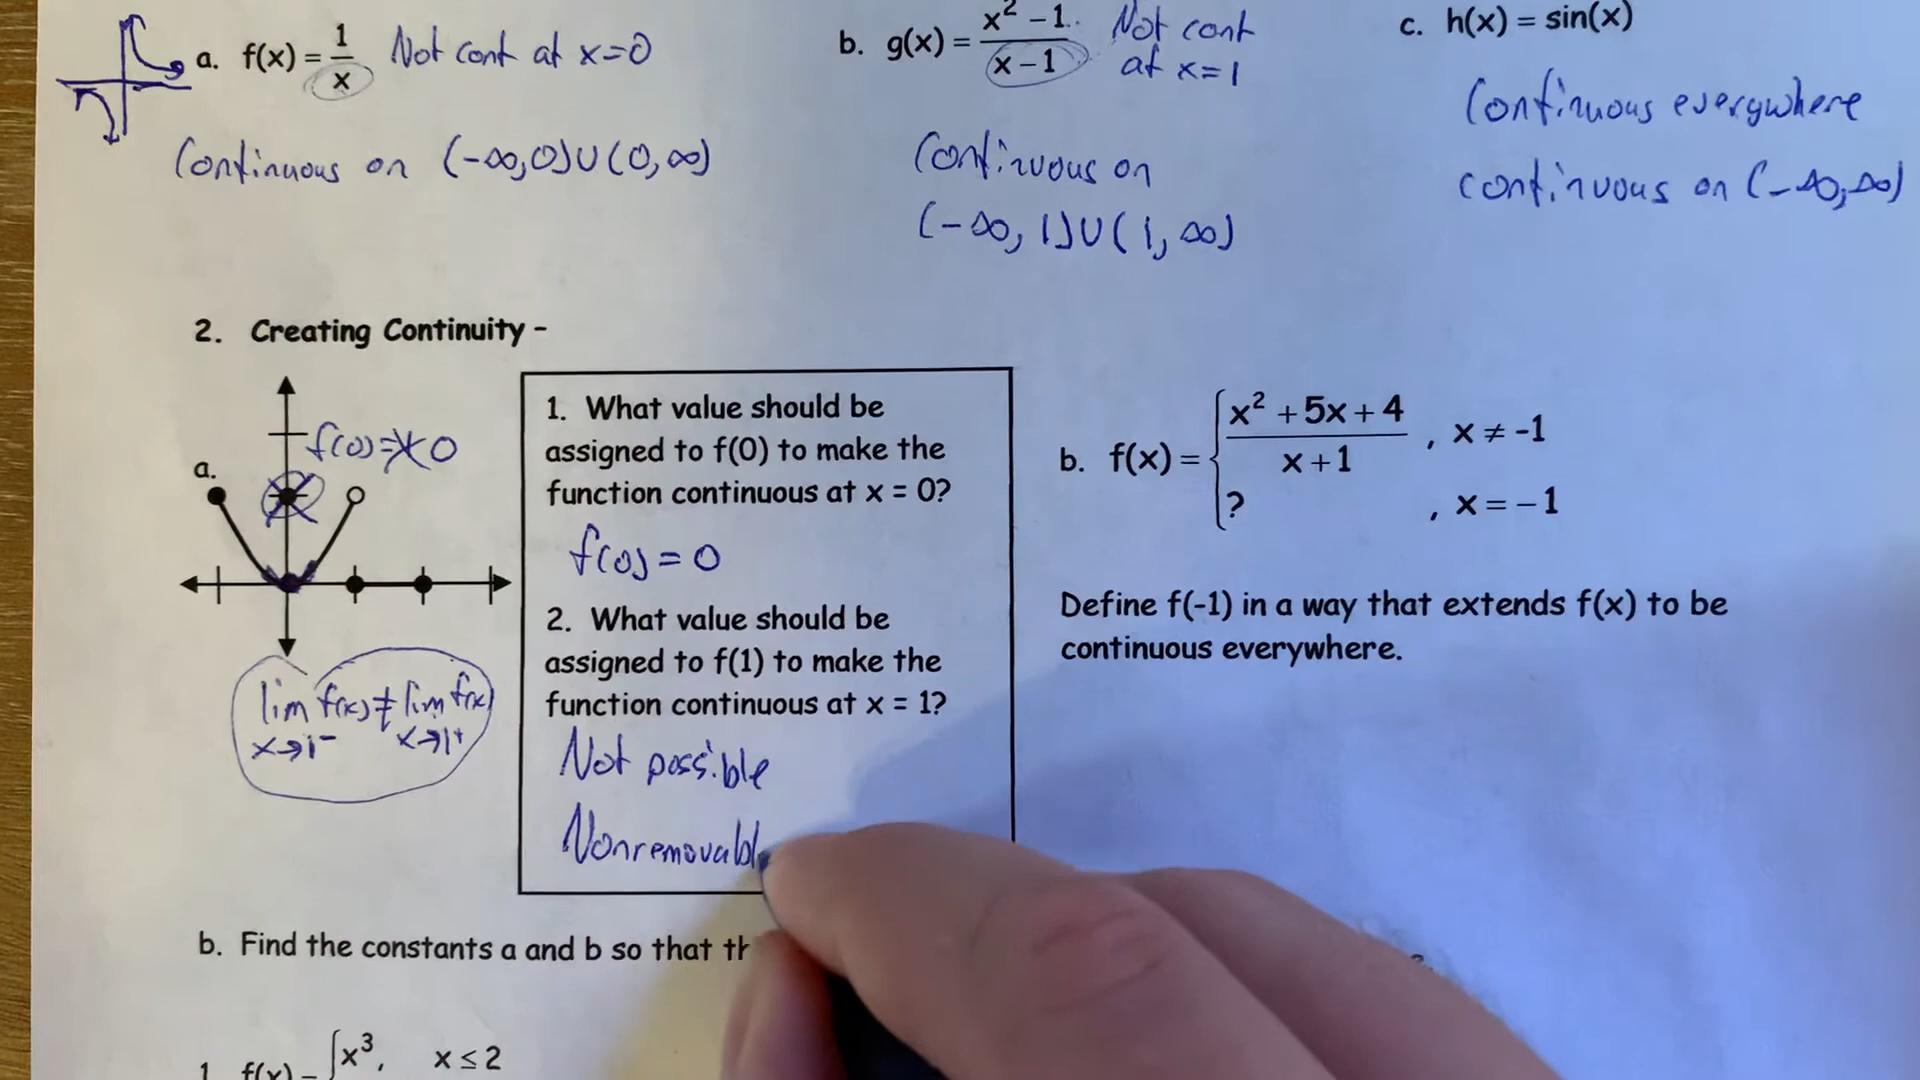 a. f(x) = 1/x Not cont at x=0
Continuous on (-∞,0)∪(0,∞)
b. g(x) = x² - 1 / x - 1 Not cont
at x=1
Continuous on
(-∞, 1)∪(1, ∞)
c. h(x) = sin(x)
Continuous everywhere
continuous on (-∞,∞)
2. Creating Continuity -
a.
f(0)=0
lim f(x) ≠ lim f(x)
x→1⁻ x→1⁺
1. What value should be
assigned to f(0) to make the
function continuous at x = 0?
f(0) = 0
2. What value should be
assigned to f(1) to make the
function continuous at x = 1?
Not possible
Nonremovabl
b. f(x) = { x² + 5x + 4 / x + 1 , x ≠ -1
? , x = -1
Define f(-1) in a way that extends f(x) to be
continuous everywhere.
b. Find the constants a and b so that
1 f(x) = x³, x ≤ 2